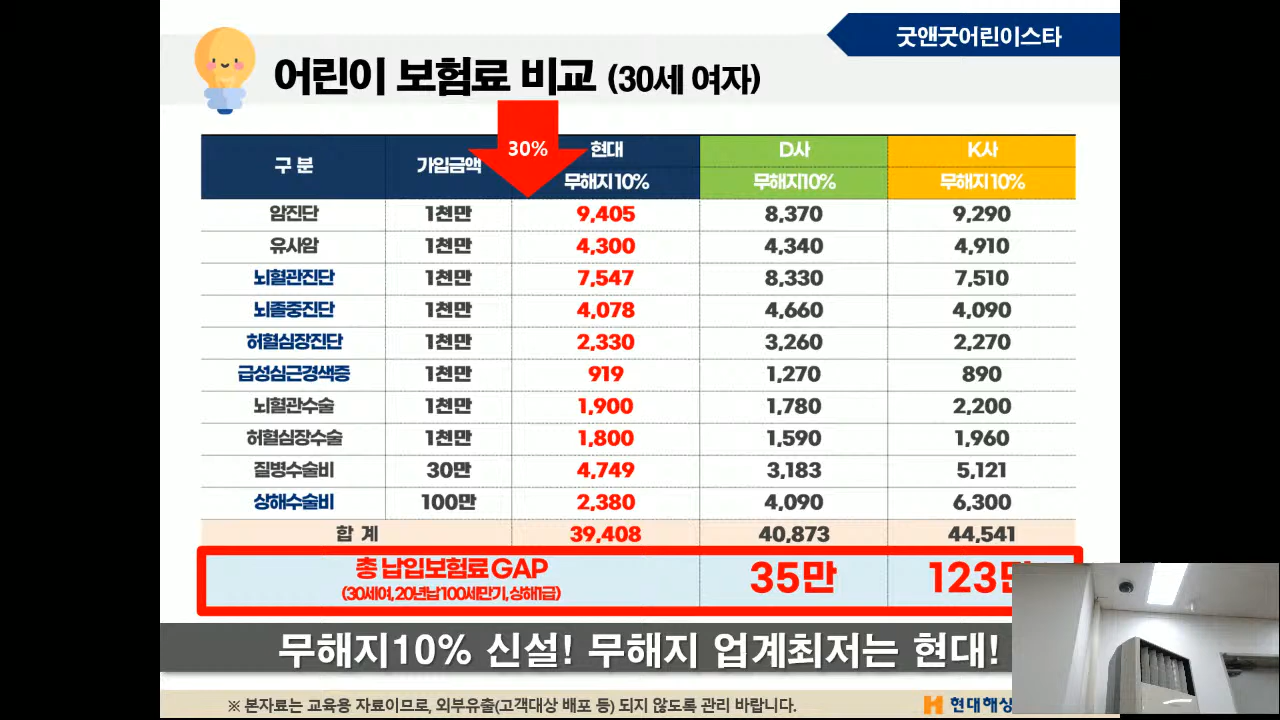 굿앤굿어린이스타
어린이 보험료 비교 (30세 여자)
30%
구 분 가입금액 현대 D사 K사
무해지 10% 무해지10% 무해지 10%
암진단 1천만 9,405 8,370 9,290
유사암 1천만 4,300 4,340 4,910
뇌혈관진단 1천만 7,547 8,330 7,510
뇌졸중진단 1천만 4,078 4,660 4,090
허혈심장진단 1천만 2,330 3,260 2,270
급성심근경색증 1천만 919 1,270 890
뇌혈관수술 1천만 1,900 1,780 2,200
허혈심장수술 1천만 1,800 1,590 1,960
질병수술비 30만 4,749 3,183 5,121
상해수술비 100만 2,380 4,090 6,300
합 계 39,408 40,873 44,541
총 납입보험료 GAP 35만 123만
(30세여, 20년납 100세만기, 상해1급)
무해지10% 신설! 무해지 업계최저는 현대!
※ 본자료는 교육용 자료이므로, 외부유출(고객대상 배포 등) 되지 않도록 관리 바랍니다.
현대해상